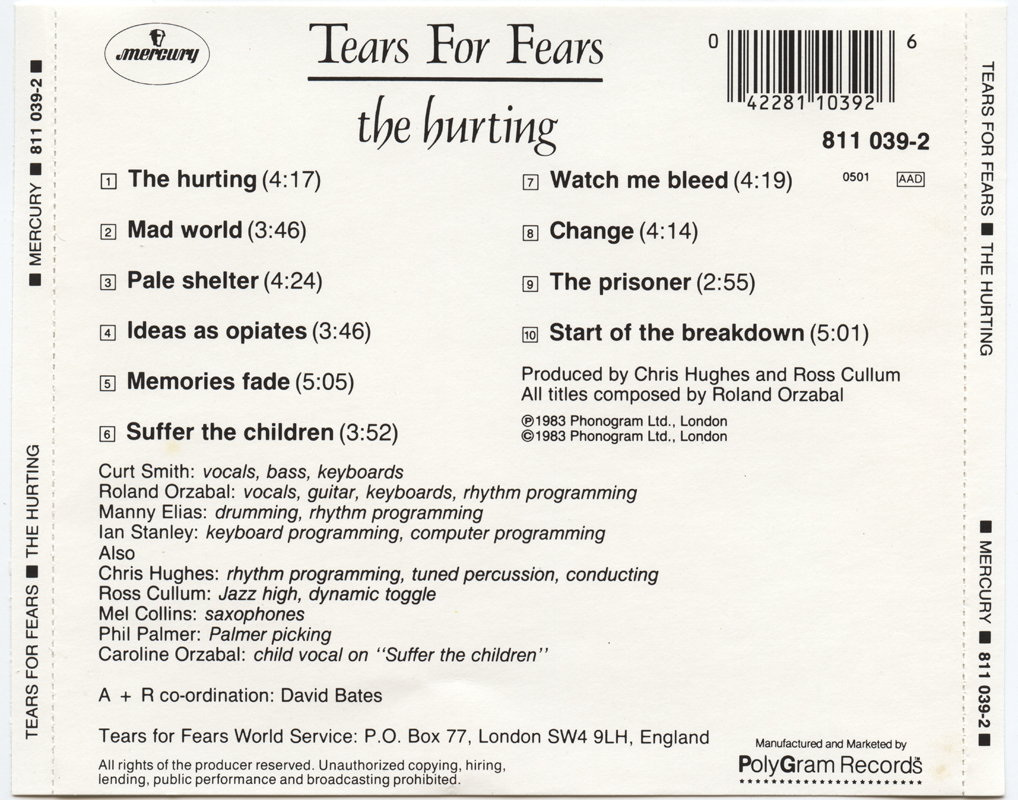 mercury
Tears For Fears
the hurting
0 42281 10392 6
811 039-2
0501 AAD
1 The hurting (4:17)
2 Mad world (3:46)
3 Pale shelter (4:24)
4 Ideas as opiates (3:46)
5 Memories fade (5:05)
6 Suffer the children (3:52)
7 Watch me bleed (4:19)
8 Change (4:14)
9 The prisoner (2:55)
10 Start of the breakdown (5:01)
Produced by Chris Hughes and Ross Cullum
All titles composed by Roland Orzabal
℗1983 Phonogram Ltd., London
©1983 Phonogram Ltd., London
Curt Smith: vocals, bass, keyboards
Roland Orzabal: vocals, guitar, keyboards, rhythm programming
Manny Elias: drumming, rhythm programming
Ian Stanley: keyboard programming, computer programming
Also
Chris Hughes: rhythm programming, tuned percussion, conducting
Ross Cullum: Jazz high, dynamic toggle
Mel Collins: saxophones
Phil Palmer: Palmer picking
Caroline Orzabal: child vocal on "Suffer the children"
A + R co-ordination: David Bates
Tears for Fears World Service: P.O. Box 77, London SW4 9LH, England
All rights of the producer reserved. Unauthorized copying, hiring,
lending, public performance and broadcasting prohibited.
Manufactured and Marketed by
PolyGram Records
TEARS FOR FEARS ■ THE HURTING ■ MERCURY ■ 811 039-2 ■
TEARS FOR FEARS ■ THE HURTING ■ MERCURY ■ 811 039-2 ■